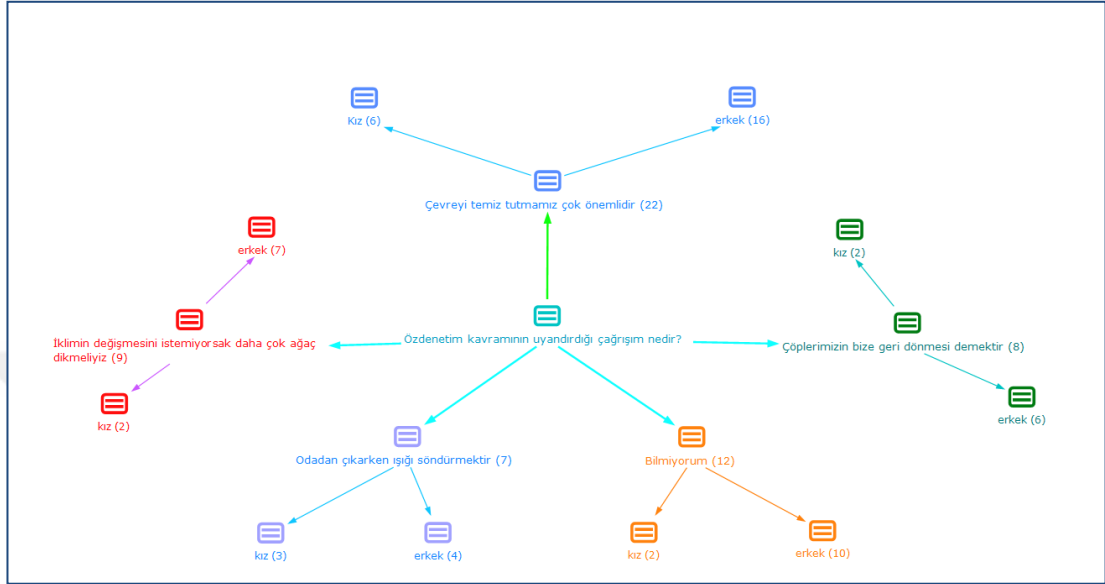 Kız (6)
erkek (16)
Çevreyi temiz tutmamız çok önemlidir (22)
erkek (7)
kız (2)
İklimin değişmesini istemiyorsak daha çok ağaç
dikmeliyiz (9)
Özdenetim kavramının uyandırdığı çağrışım nedir?
Çöplerimizin bize geri dönmesi demektir (8)
kız (2)
erkek (6)
Odadan çıkarken ışığı söndürmektir (7)
Bilmiyorum (12)
kız (3)
erkek (4)
kız (2)
erkek (10)